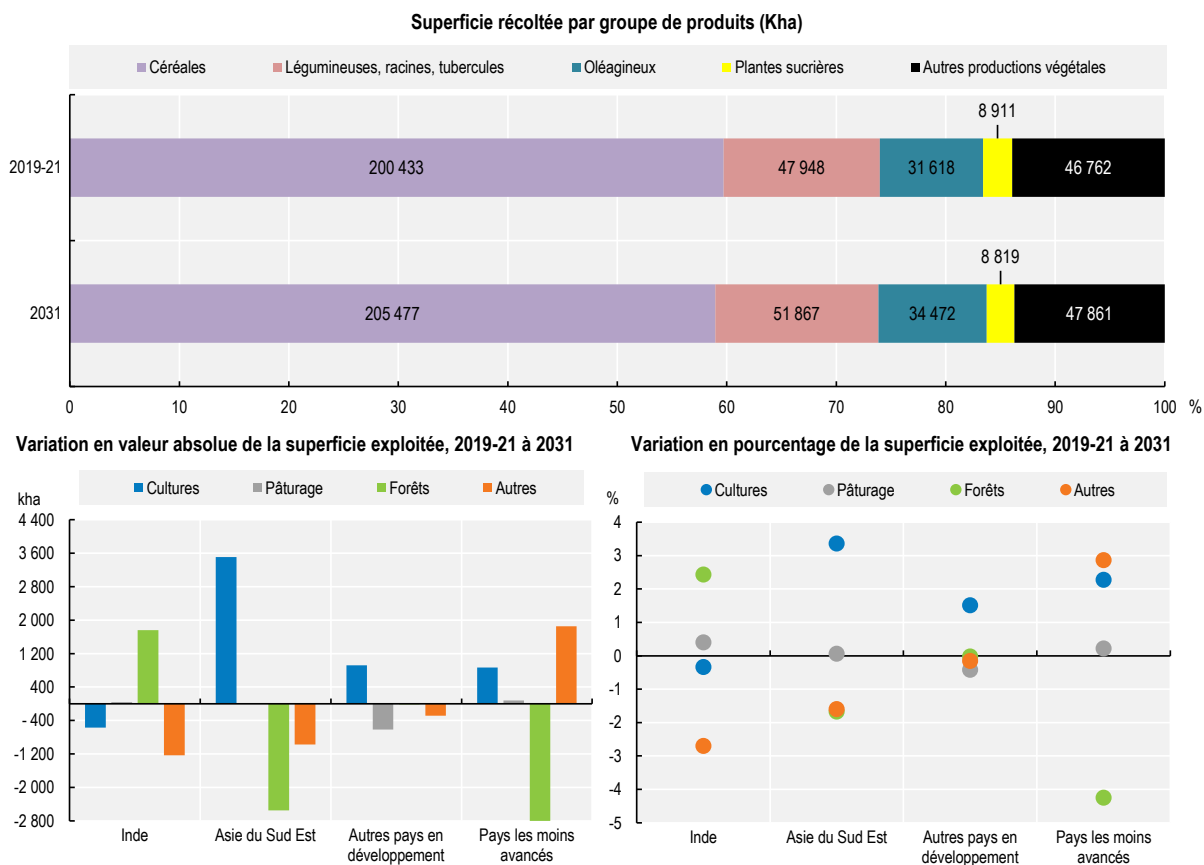 Superficie récoltée par groupe de produits (Kha)
Céréales Légumineuses, racines, tubercules Oléagineux Plantes sucrières Autres productions végétales
8 911
2019-21 200 433 47 948 31 618 46 762
8 819
2031 205 477 51 867 34 472 47 861
0 10 20 30 40 50 60 70 80 90 100 %
Variation en valeur absolue de la superficie exploitée, 2019-21 à 2031
Cultures Pâturage Forêts Autres
kha
4 400
3 600
2 800
2 000
1 200
400
- 400
-1 200
-2 000
-2 800
Inde Asie du Sud Est Autres pays en développement Pays les moins avancés
Variation en pourcentage de la superficie exploitée, 2019-21 à 2031
Cultures Pâturage Forêts Autres
%
4
3
2
1
0
-1
-2
-3
-4
-5
Inde Asie du Sud Est Autres pays en développement Pays les moins avancés